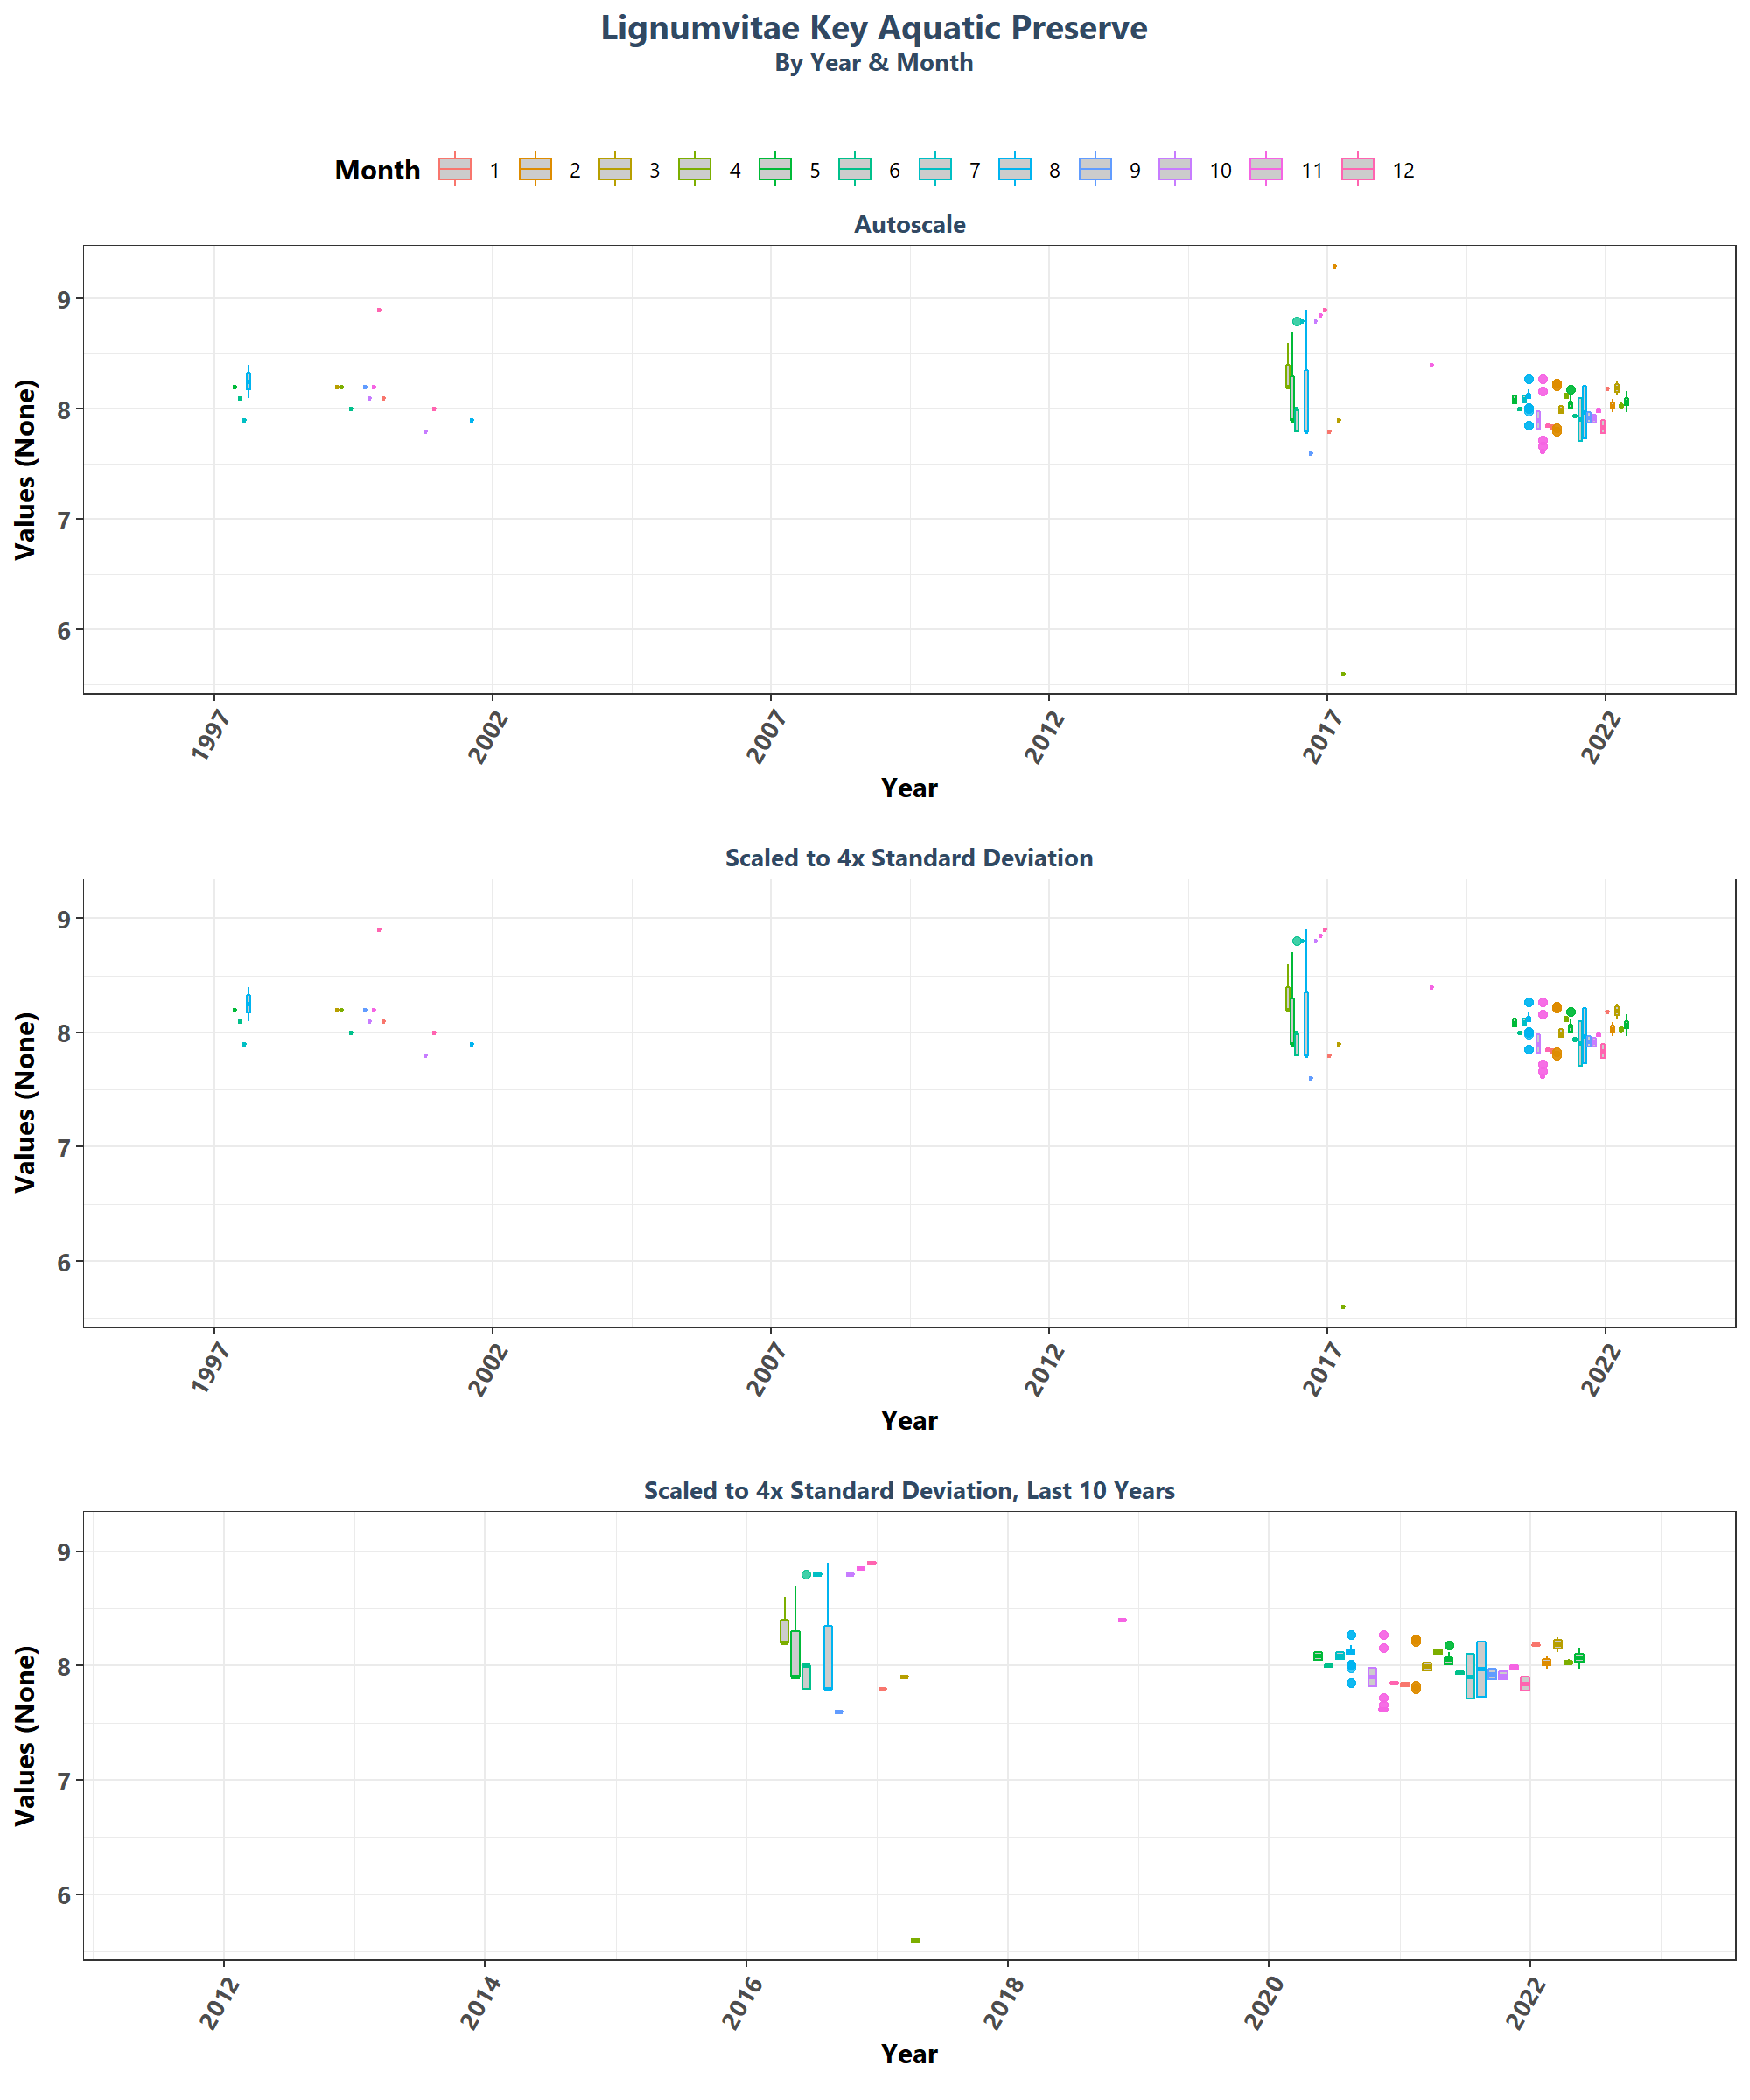 Lignumvitae Key Aquatic Preserve
By Year & Month
Month 1 2 3 4 5 6 7 8 9 10 11 12
Autoscale
Values (None)
9
8
7
6
1997 2002 2007 2012 2017 2022
Year
Scaled to 4x Standard Deviation
Values (None)
9
8
7
6
1997 2002 2007 2012 2017 2022
Year
Scaled to 4x Standard Deviation, Last 10 Years
Values (None)
9
8
7
6
2012 2014 2016 2018 2020 2022
Year